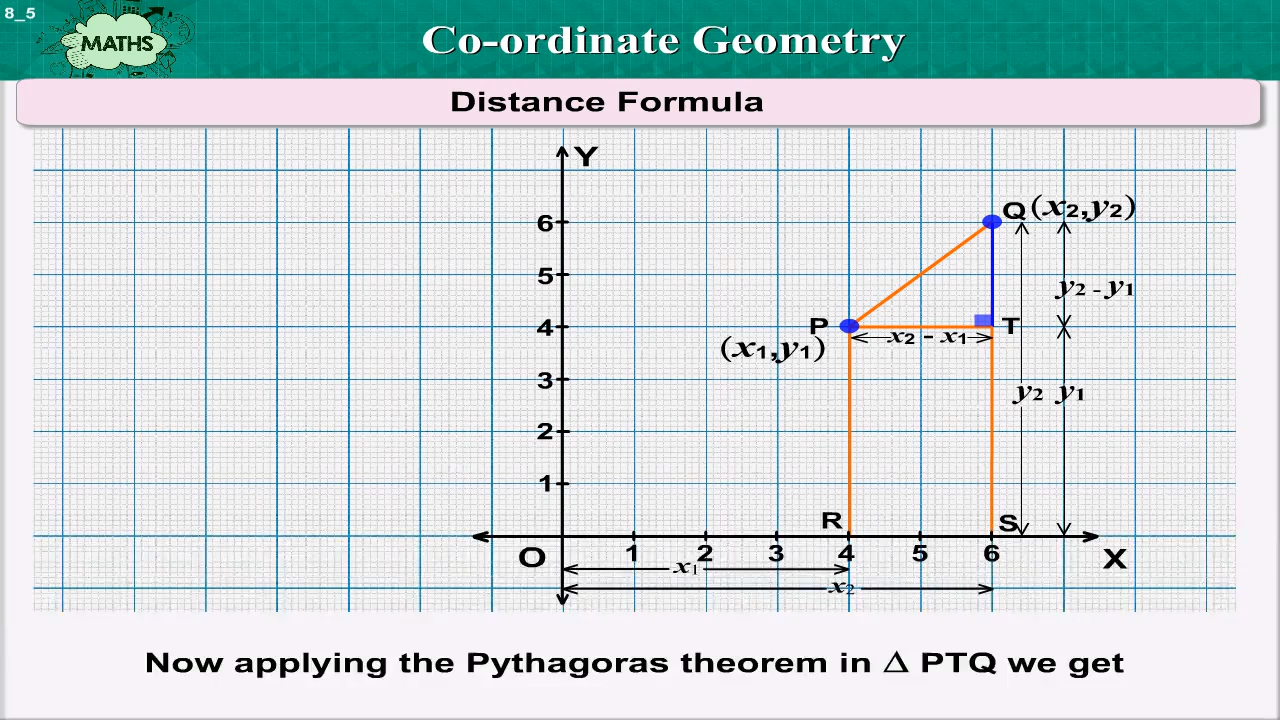 8_5
MATHS
Co-ordinate Geometry
Distance Formula
Y
Q (x₂,y₂)
6
5
y₂ - y₁
4
P
T
x₂ - x₁
(x₁,y₁)
3
y₂ y₁
2
1
R
S
O
1 2 3 4 5 6
X
x₁
x₂
Now applying the Pythagoras theorem in Δ PTQ we get